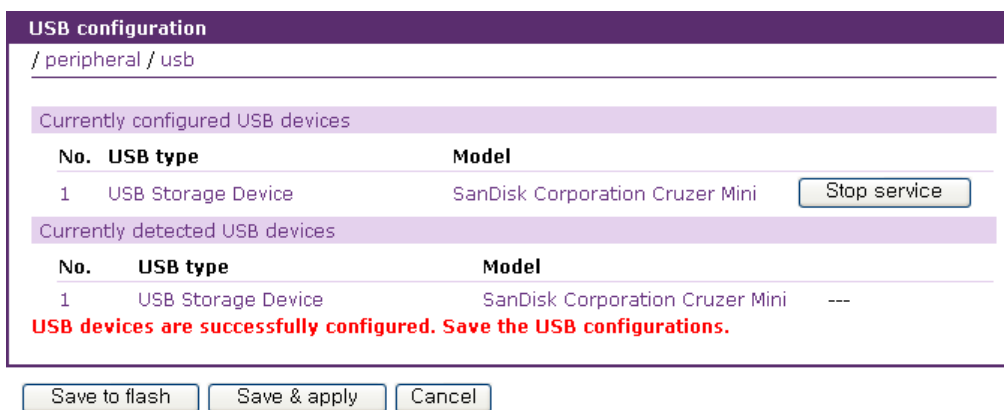 USB configuration
/ peripheral / usb
Currently configured USB devices
No. USB type Model
1 USB Storage Device SanDisk Corporation Cruzer Mini Stop service
Currently detected USB devices
No. USB type Model
1 USB Storage Device SanDisk Corporation Cruzer Mini ---
USB devices are successfully configured. Save the USB configurations.
Save to flash Save & apply Cancel